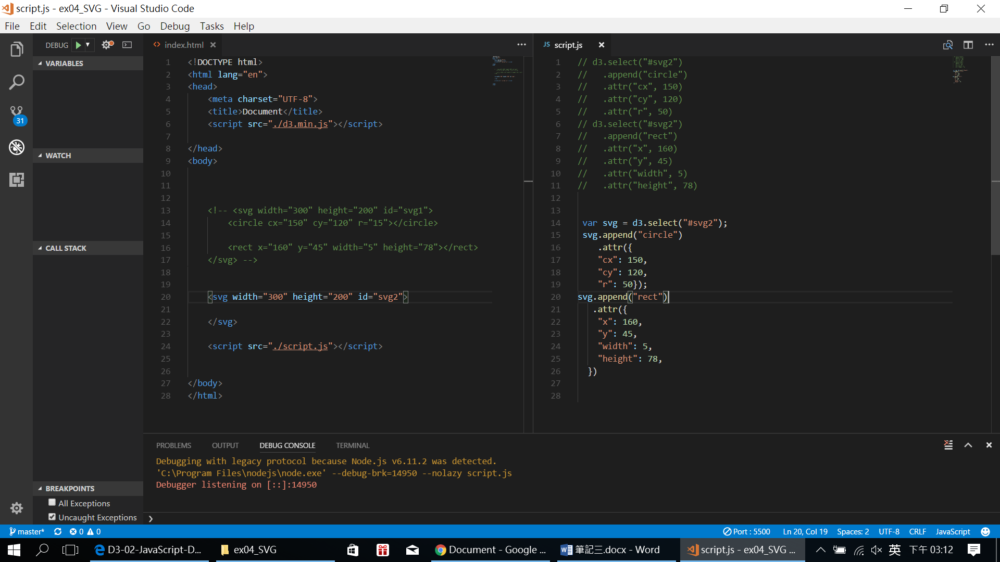 script.js - ex04_SVG - Visual Studio Code
File Edit Selection View Go Debug Tasks Help
DEBUG
index.html
JS script.js
VARIABLES
WATCH
CALL STACK
BREAKPOINTS
All Exceptions
Uncaught Exceptions
31
1 <!DOCTYPE html>
2 <html lang="en">
3 <head>
4 <meta charset="UTF-8">
5 <title>Document</title>
6 <script src="./d3.min.js"></script>
7
8 </head>
9 <body>
10
11
12
13 <!-- <svg width="300" height="200" id="svg1">
14 <circle cx="150" cy="120" r="15"></circle>
15
16 <rect x="160" y="45" width="5" height="78"></rect>
17 </svg> -->
18
19
20 <svg width="300" height="200" id="svg2">
21
22 </svg>
23
24 <script src="./script.js"></script>
25
26
27 </body>
28 </html>
1 // d3.select("#svg2")
2 // .append("circle")
3 // .attr("cx", 150)
4 // .attr("cy", 120)
5 // .attr("r", 50)
6 // d3.select("#svg2")
7 // .append("rect")
8 // .attr("x", 160)
9 // .attr("y", 45)
10 // .attr("width", 5)
11 // .attr("height", 78)
12
13
14 var svg = d3.select("#svg2");
15 svg.append("circle")
16 .attr({
17 "cx": 150,
18 "cy": 120,
19 "r": 50});
20 svg.append("rect")
21 .attr({
22 "x": 160,
23 "y": 45,
24 "width": 5,
25 "height": 78,
26 })
27
28
PROBLEMS OUTPUT DEBUG CONSOLE TERMINAL
Debugging with legacy protocol because Node.js v6.11.2 was detected.
'C:\Program Files\nodejs\node.exe' --debug-brk=14950 --nolazy script.js
Debugger listening on [::]:14950
master* 0 0 Port : 5500 Ln 20, Col 19 Spaces: 2 UTF-8 CRLF JavaScript
D3-02-JavaScript-D... ex04_SVG Document - Google ... 筆記三.docx - Word script.js - ex04_SVG ... 英 下午 03:12